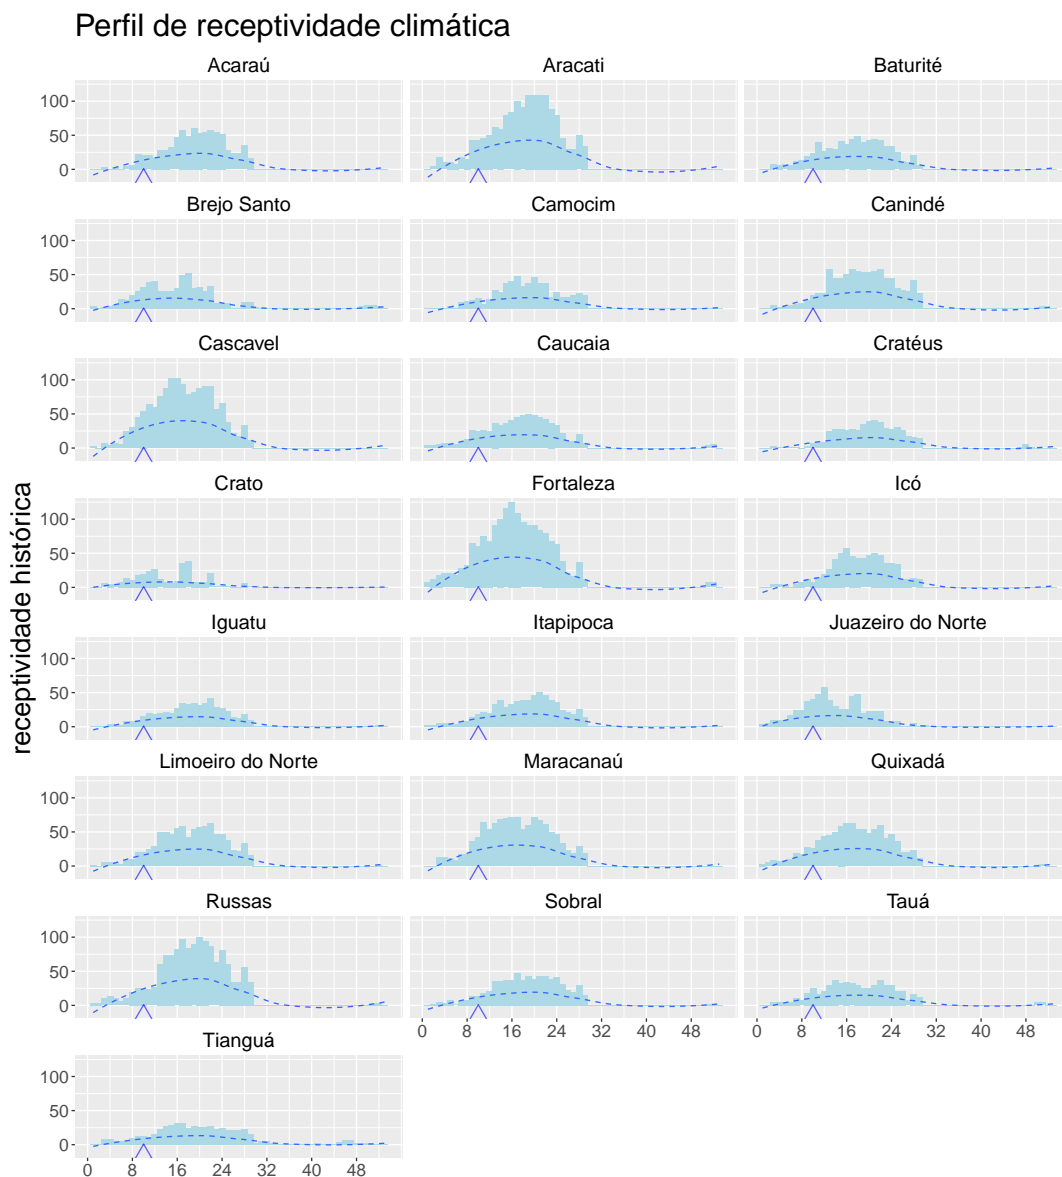 Perfil de receptividade climática
Acaraú Aracati Baturité
100
50
0
Brejo Santo Camocim Canindé
100
50
0
Cascavel Caucaia Cratéus
100
50
0
Crato Fortaleza Icó
100
50
0
receptividade histórica
Iguatu Itapipoca Juazeiro do Norte
100
50
0
Limoeiro do Norte Maracanaú Quixadá
100
50
0
Russas Sobral Tauá
100
50
0
0 8 16 24 32 40 48 0 8 16 24 32 40 48
Tianguá
100
50
0
0 8 16 24 32 40 48